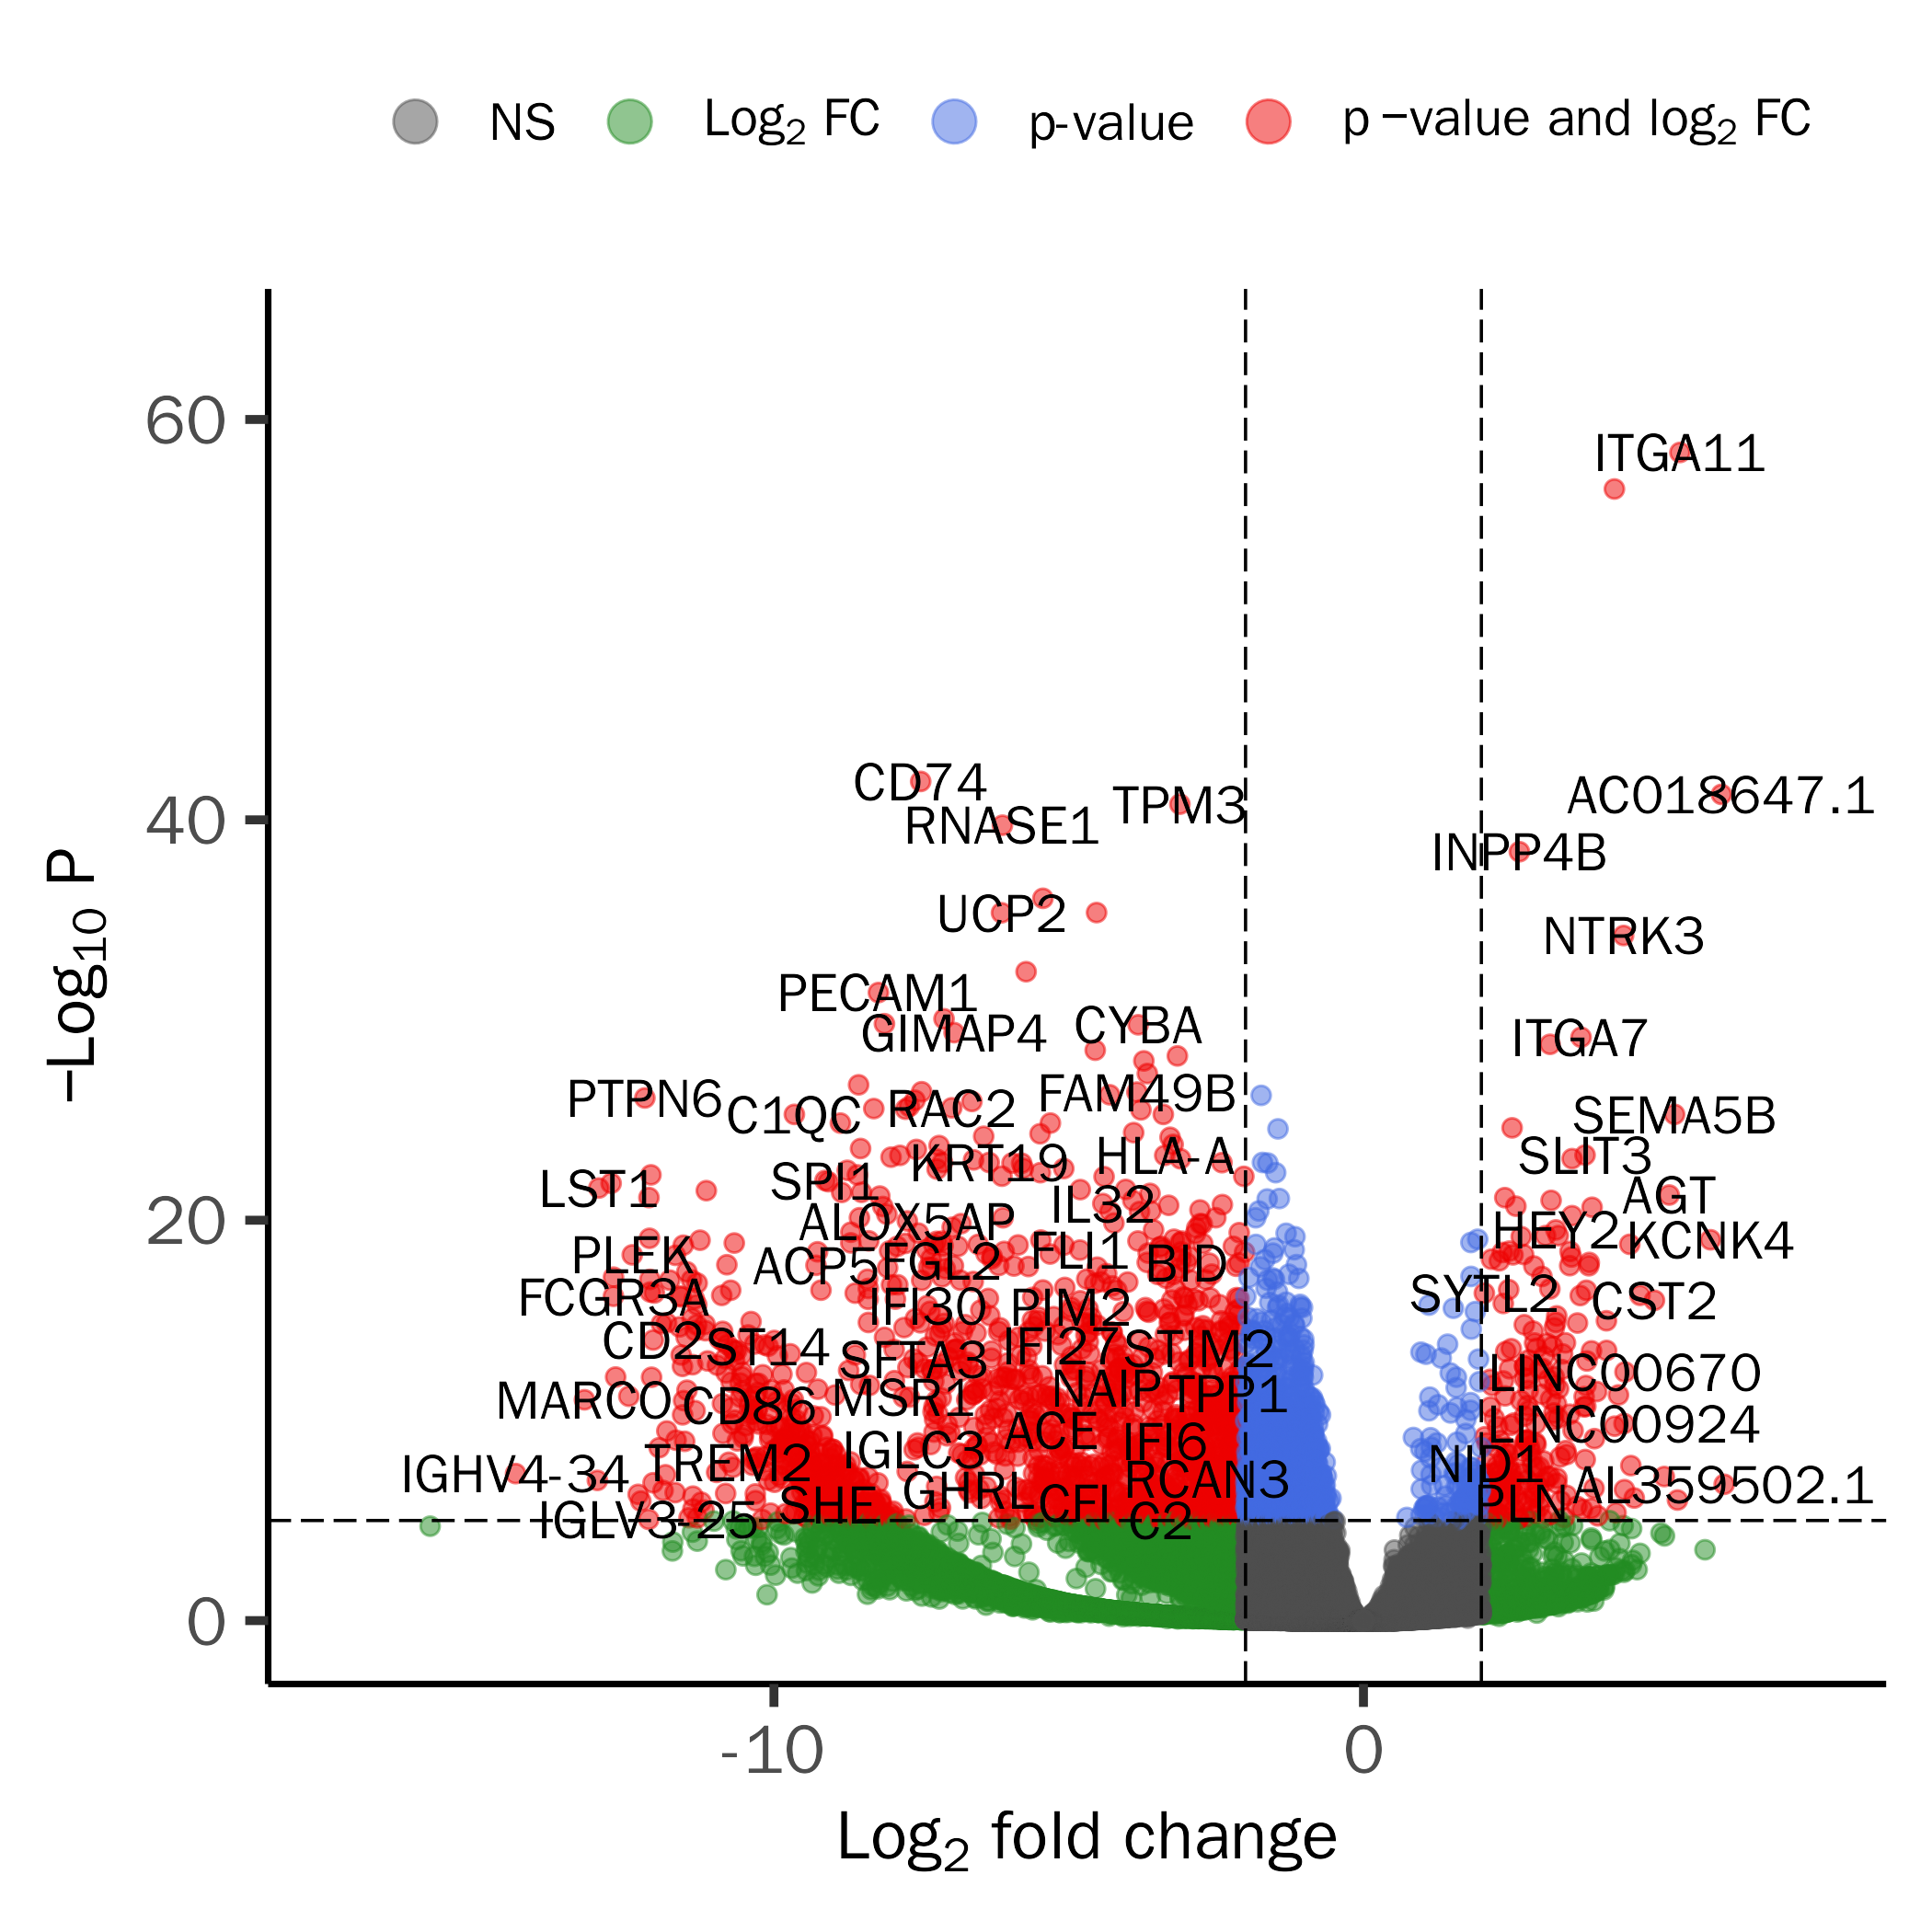 NS Log2 FC p-value p −value and log2 FC
60
ITGA11
CD74
TPM3
AC018647.1
40
RNASE1
INPP4B
UCP2
NTRK3
−Log10 P
PECAM1
CYBA
GIMAP4
ITGA7
PTPN6
FAM49B
C1QC
RAC2
SEMA5B
KRT19
HLA-A
SLIT3
LST1
SPI1
AGT
IL32
20
ALOX5AP
HEY2
KCNK4
PLEK
FLI1
ACP5
FGL2
BID
FCGR3A
SYTL2
CST2
IFI30
PIM2
CD2
ST14
IFI27
STIM2
SFTA3
LINC00670
MARCO
CD86
MSR1
NAIP
TPP1
ACE
LINC00924
IFI6
IGLC3
TREM2
NID1
IGHV4-34
RCAN3
AL359502.1
GHRL
SHE
CFI
PLN
IGLV3-25
C2
0
-10 0
Log2 fold change